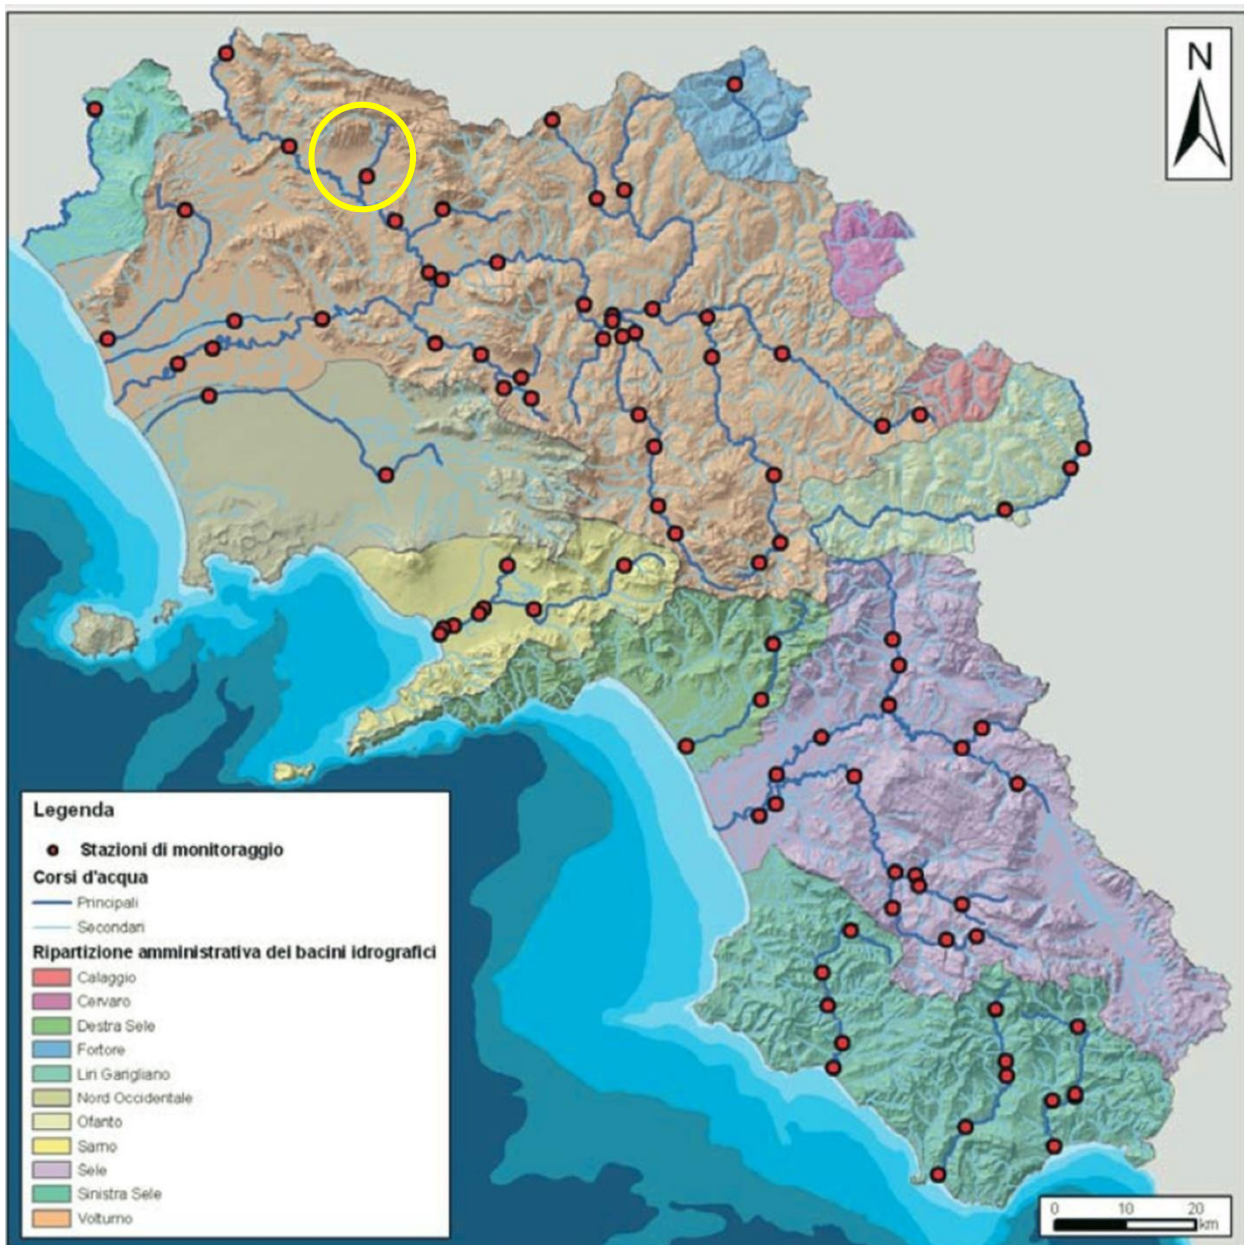 N
Legenda
Stazioni di monitoraggio
Corsi d'acqua
Principali
Secondari
Ripartizione amministrativa dei bacini idrografici
Calaggio
Cervaro
Destra Sele
Fortore
Liri Garigliano
Nord Occidentale
Ofanto
Sarno
Sele
Sinistra Sele
Volturno
0 10 20
km